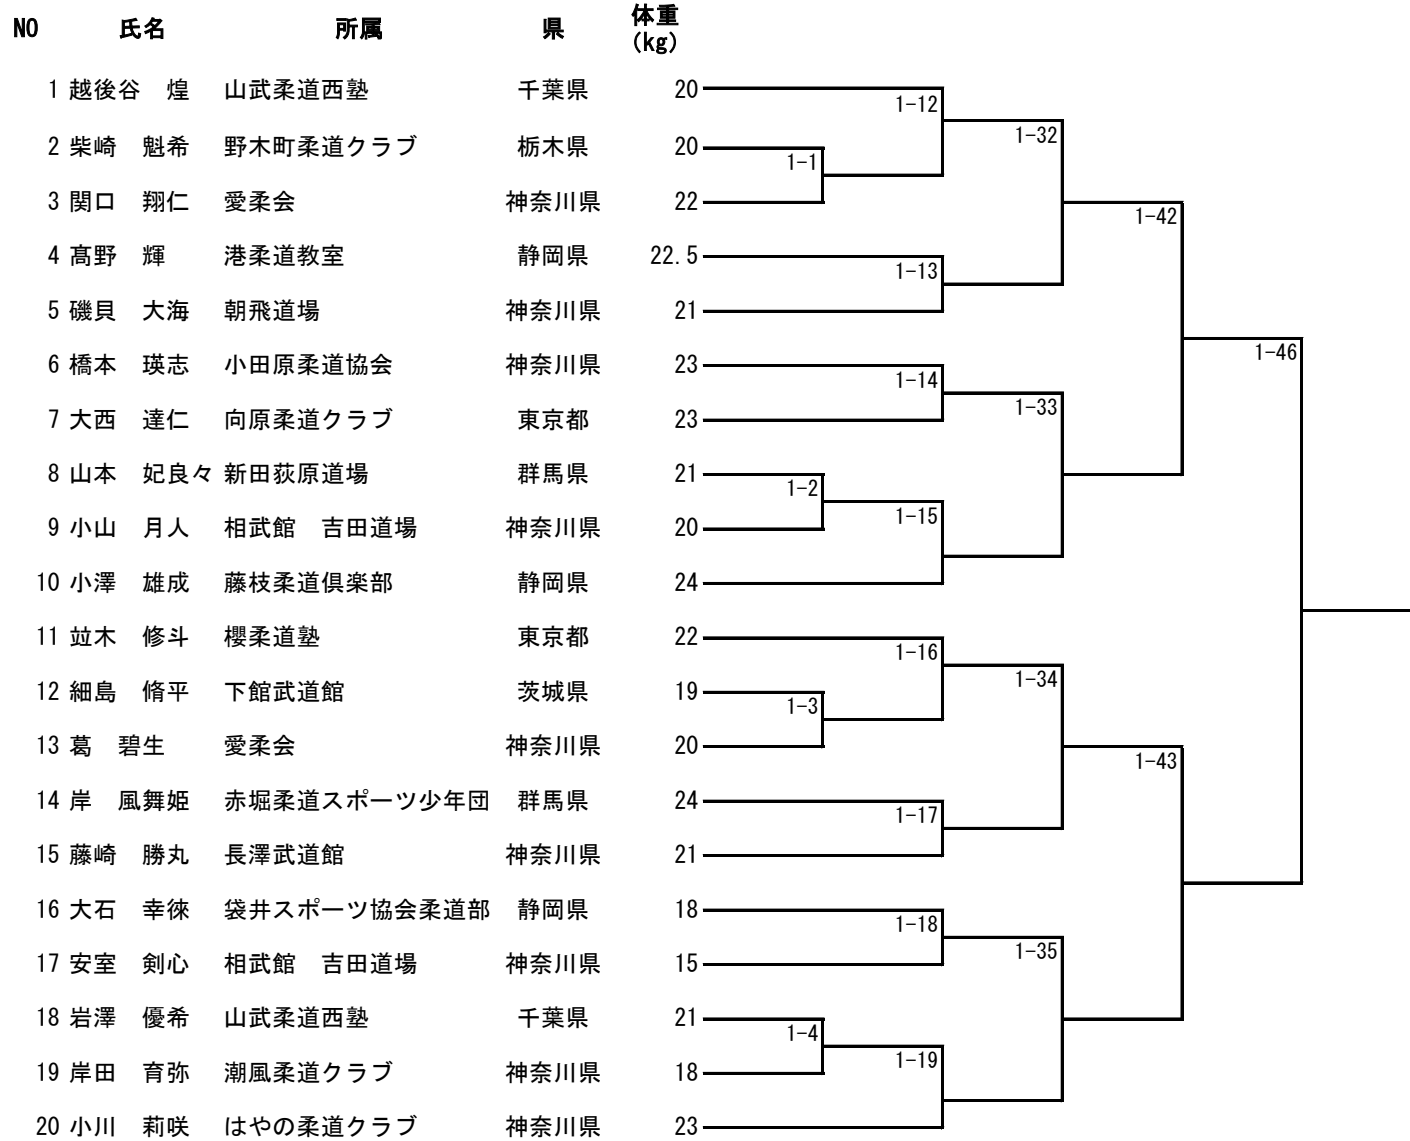 NO 氏名 所属 県 体重(kg)
1 越後谷 煌 山武柔道西塾 千葉県 20
1-12
2 柴崎 魁希 野木町柔道クラブ 栃木県 20
1-32
1-1
3 関口 翔仁 愛柔会 神奈川県 22
1-42
4 髙野 輝 港柔道教室 静岡県 22.5
1-13
5 磯貝 大海 朝飛道場 神奈川県 21
1-46
6 橋本 瑛志 小田原柔道協会 神奈川県 23
1-14
1-33
7 大西 達仁 向原柔道クラブ 東京都 23
8 山本 妃良々 新田荻原道場 群馬県 21
1-2
1-15
9 小山 月人 相武館 吉田道場 神奈川県 20
10 小澤 雄成 藤枝柔道倶楽部 静岡県 24
11 竝木 修斗 櫻柔道塾 東京都 22
1-16
1-34
12 細島 脩平 下館武道館 茨城県 19
1-3
13 葛 碧生 愛柔会 神奈川県 20
1-43
14 岸 風舞姫 赤堀柔道スポーツ少年団 群馬県 24
1-17
15 藤崎 勝丸 長澤武道館 神奈川県 21
16 大石 幸徠 袋井スポーツ協会柔道部 静岡県 18
1-18
1-35
17 安室 剣心 相武館 吉田道場 神奈川県 15
18 岩澤 優希 山武柔道西塾 千葉県 21
1-4
1-19
19 岸田 育弥 潮風柔道クラブ 神奈川県 18
20 小川 莉咲 はやの柔道クラブ 神奈川県 23